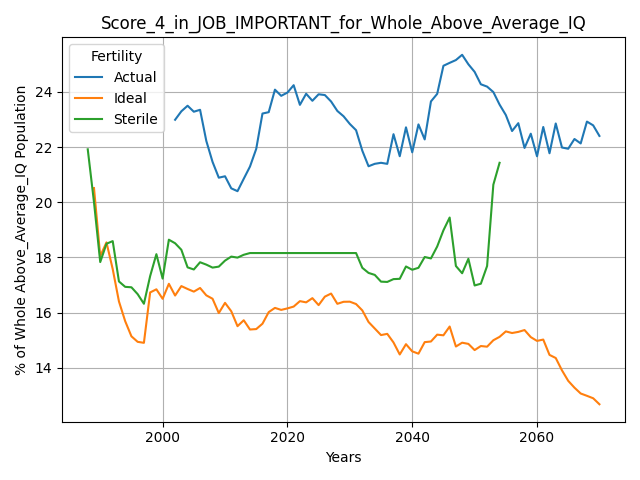 Score_4_in_JOB_IMPORTANT_for_Whole_Above_Average_IQ
Fertility
Actual
Ideal
Sterile
% of Whole Above_Average_IQ Population
24
22
20
18
16
14
2000
2020
2040
2060
Years